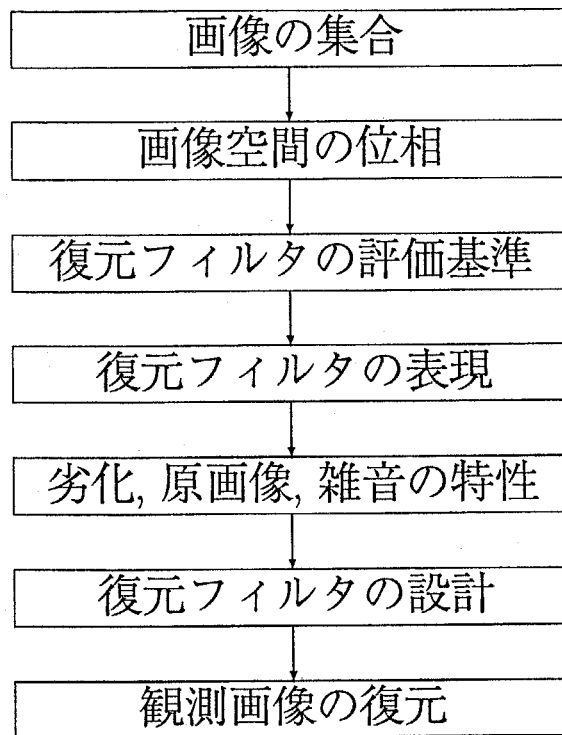 画像の集合
画像空間の位相
復元フィルタの評価基準
復元フィルタの表現
劣化, 原画像, 雑音の特性
復元フィルタの設計
観測画像の復元